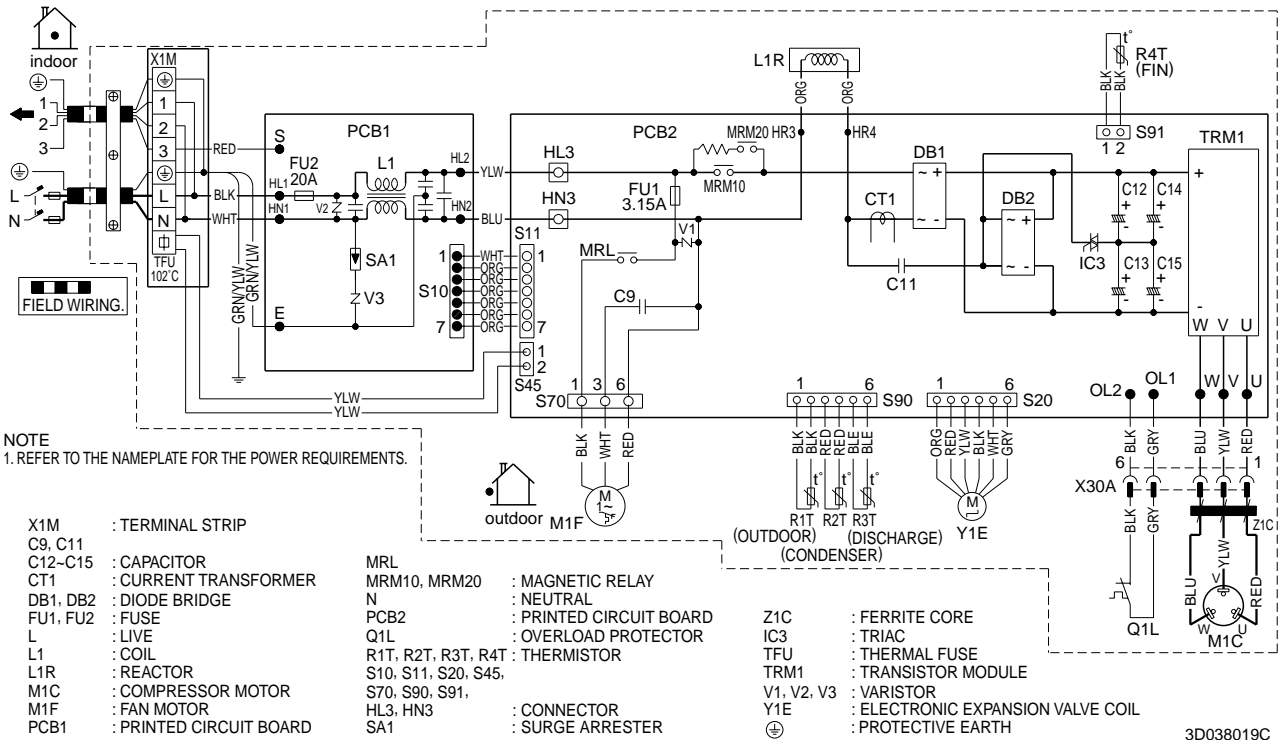 indoor
X1M
1
2
3
1
2
3
L
N
L
N
TFU
102°C
FIELD WIRING.
RED
BLK
WHT
GRN/YLW
GRN/YLW
PCB1
S
FU2
20A
L1
HL1
HL2
HN1
V2
HN2
SA1
V3
E
YLW
BLU
S10
1
7
WHT
ORG
ORG
ORG
ORG
ORG
S11
1
7
1
2
S45
YLW
YLW
L1R
ORG
ORG
HR3
HR4
PCB2
HL3
HN3
MRM20
MRM10
FU1
3.15A
V1
MRL
C9
CT1
C11
DB1
~ +
~ -
DB2
~ +
~ -
IC3
C12
+
-
C14
+
-
C13
+
-
C15
+
-
t°
R4T
(FIN)
BLK
BLK
S91
1 2
TRM1
+
-
W V U
W V U
S70
1 3 6
BLK
WHT
RED
M
1~
M1F
outdoor
1 6
S90
BLK
BLK
RED
RED
BLE
BLE
t° t° t°
R1T R2T R3T
(OUTDOOR) (DISCHARGE)
(CONDENSER)
1 6
S20
ORG
RED
YLW
BLK
WHT
GRY
M
Y1E
OL2
OL1
BLK
GRY
BLU
YLW
RED
6 1
X30A
BLK
GRY
Z1C
Q1L
BLU
YLW
RED
V
W U
M1C
NOTE
1. REFER TO THE NAMEPLATE FOR THE POWER REQUIREMENTS.
X1M : TERMINAL STRIP
C9, C11
C12~C15 : CAPACITOR
CT1 : CURRENT TRANSFORMER
DB1, DB2 : DIODE BRIDGE
FU1, FU2 : FUSE
L : LIVE
L1 : COIL
L1R : REACTOR
M1C : COMPRESSOR MOTOR
M1F : FAN MOTOR
PCB1 : PRINTED CIRCUIT BOARD
MRL
MRM10, MRM20 : MAGNETIC RELAY
N : NEUTRAL
PCB2 : PRINTED CIRCUIT BOARD
Q1L : OVERLOAD PROTECTOR
R1T, R2T, R3T, R4T : THERMISTOR
S10, S11, S20, S45,
S70, S90, S91,
HL3, HN3 : CONNECTOR
SA1 : SURGE ARRESTER
Z1C : FERRITE CORE
IC3 : TRIAC
TFU : THERMAL FUSE
TRM1 : TRANSISTOR MODULE
V1, V2, V3 : VARISTOR
Y1E : ELECTRONIC EXPANSION VALVE COIL
: PROTECTIVE EARTH
3D038019C